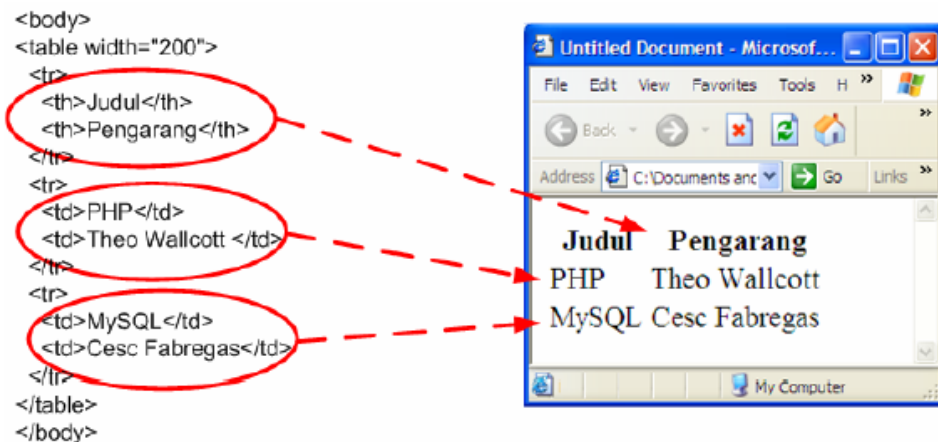 <body>
<table width="200">
<tr>
<th>Judul</th>
<th>Pengarang</th>
</tr>
<tr>
<td>PHP</td>
<td>Theo Wallcott </td>
</tr>
<tr>
<td>MySQL</td>
<td>Cesc Fabregas</td>
</tr>
</table>
</body>
Untitled Document - Microsof...
File Edit View Favorites Tools H »
Back »
Address C:\Documents and Go Links »
Judul Pengarang
PHP Theo Wallcott
MySQL Cesc Fabregas
My Computer